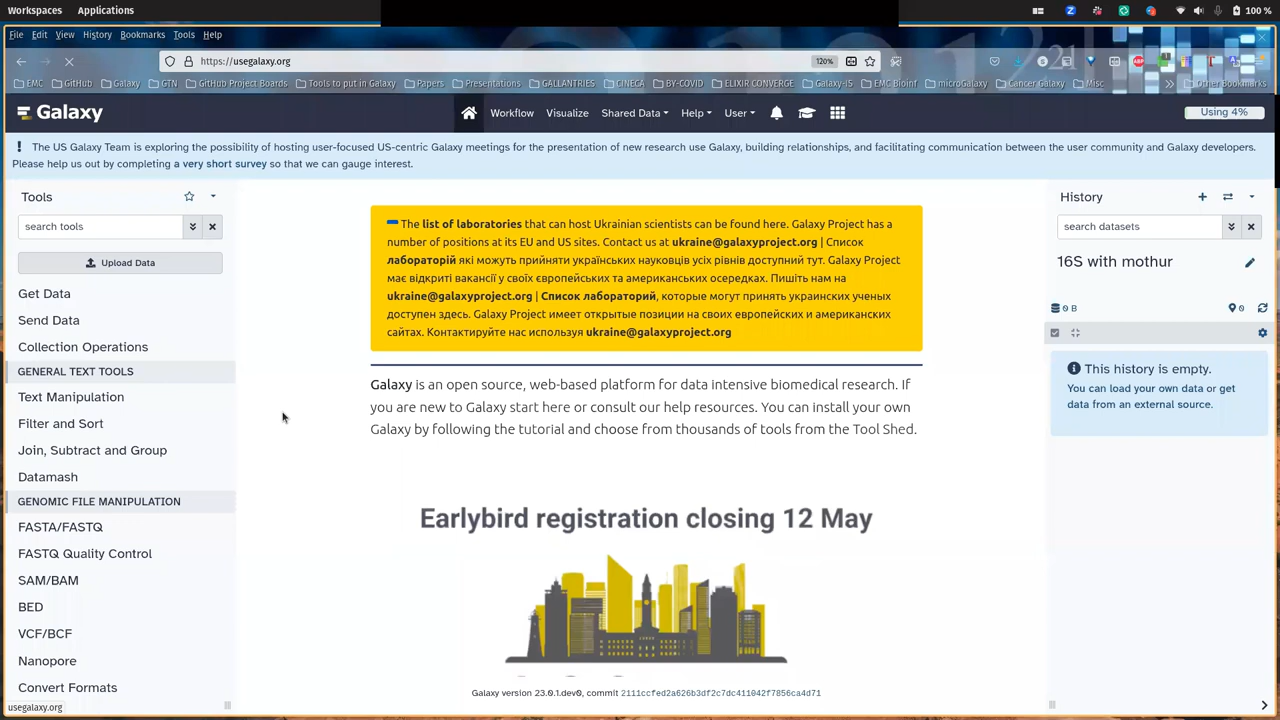 Workspaces Applications 100 %
File Edit View History Bookmarks Tools Help
https://usegalaxy.org 120%
EMC GitHub Galaxy GTN GitHub Project Boards Tools to put in Galaxy Papers Presentations GALLANTRIES CINECA BY-COVID ELIXIR CONVERGE Galaxy-IS EMC Bioinf microGalaxy Cancer Galaxy Misc Other Bookmarks
Galaxy Workflow Visualize Shared Data Help User Using 4%
The US Galaxy Team is exploring the possibility of hosting user-focused US-centric Galaxy meetings for the presentation of new research use Galaxy, building relationships, and facilitating communication between the user community and Galaxy developers.
Please help us out by completing a very short survey so that we can gauge interest.
Tools
search tools
Upload Data
Get Data
Send Data
Collection Operations
GENERAL TEXT TOOLS
Text Manipulation
Filter and Sort
Join, Subtract and Group
Datamash
GENOMIC FILE MANIPULATION
FASTA/FASTQ
FASTQ Quality Control
SAM/BAM
BED
VCF/BCF
Nanopore
Convert Formats
usegalaxy.org
The list of laboratories that can host Ukrainian scientists can be found here. Galaxy Project has a
number of positions at its EU and US sites. Contact us at ukraine@galaxyproject.org | Список
лабораторій які можуть прийняти українських науковців усіх рівнів доступний тут. Galaxy Project
має відкриті вакансії у своїх європейських та американських осередках. Пишіть нам на
ukraine@galaxyproject.org | Список лабораторий, которые могут принять украинских ученых
доступен здесь. Galaxy Project имеет открытые позиции на своих европейских и американских
сайтах. Контактируйте нас используя ukraine@galaxyproject.org
Galaxy is an open source, web-based platform for data intensive biomedical research. If
you are new to Galaxy start here or consult our help resources. You can install your own
Galaxy by following the tutorial and choose from thousands of tools from the Tool Shed.
Earlybird registration closing 12 May
Galaxy version 23.0.1.dev0, commit 2111ccfed2a626b3df2c7dc411042f7856ca4d71
History
search datasets
16S with mothur
0 B 0
This history is empty.
You can load your own data or get
data from an external source.